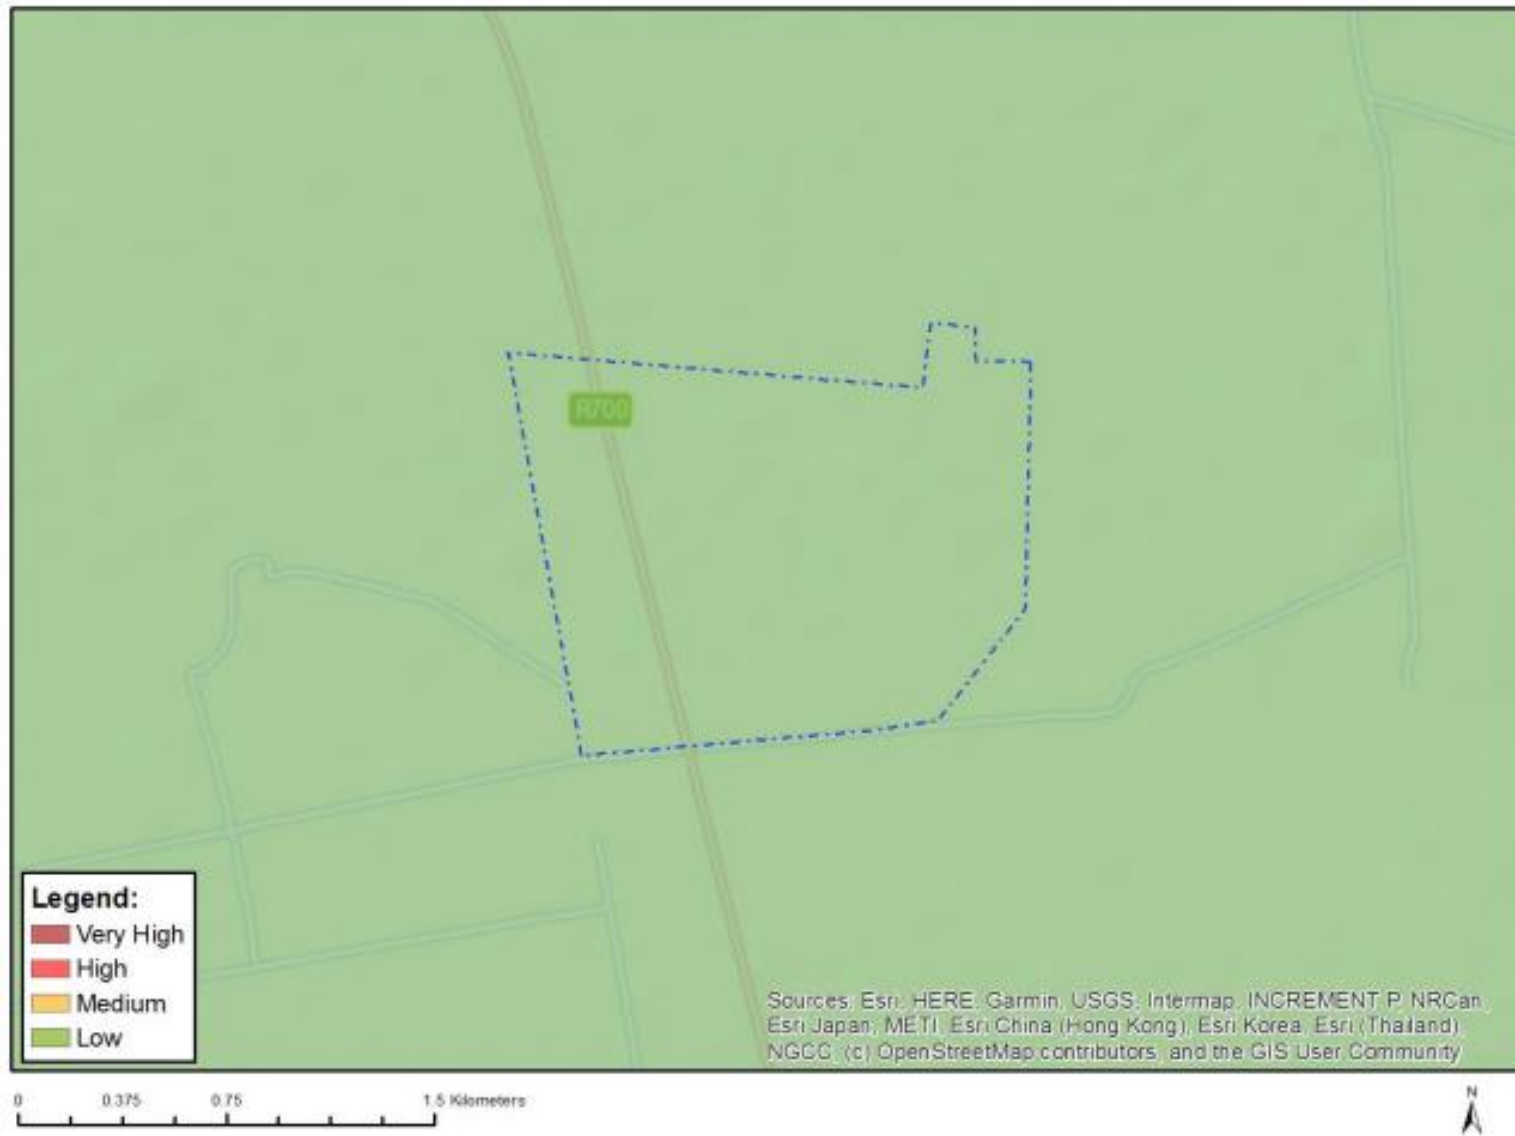 R700
Legend:
Very High
High
Medium
Low
Sources: Esri, HERE, Garmin, USGS, Intermap, INCREMENT P, NRCan,
Esri Japan, METI, Esri China (Hong Kong), Esri Korea, Esri (Thailand),
NGCC, (c) OpenStreetMap contributors, and the GIS User Community
0 0.375 0.75 1.5 Kilometers
N